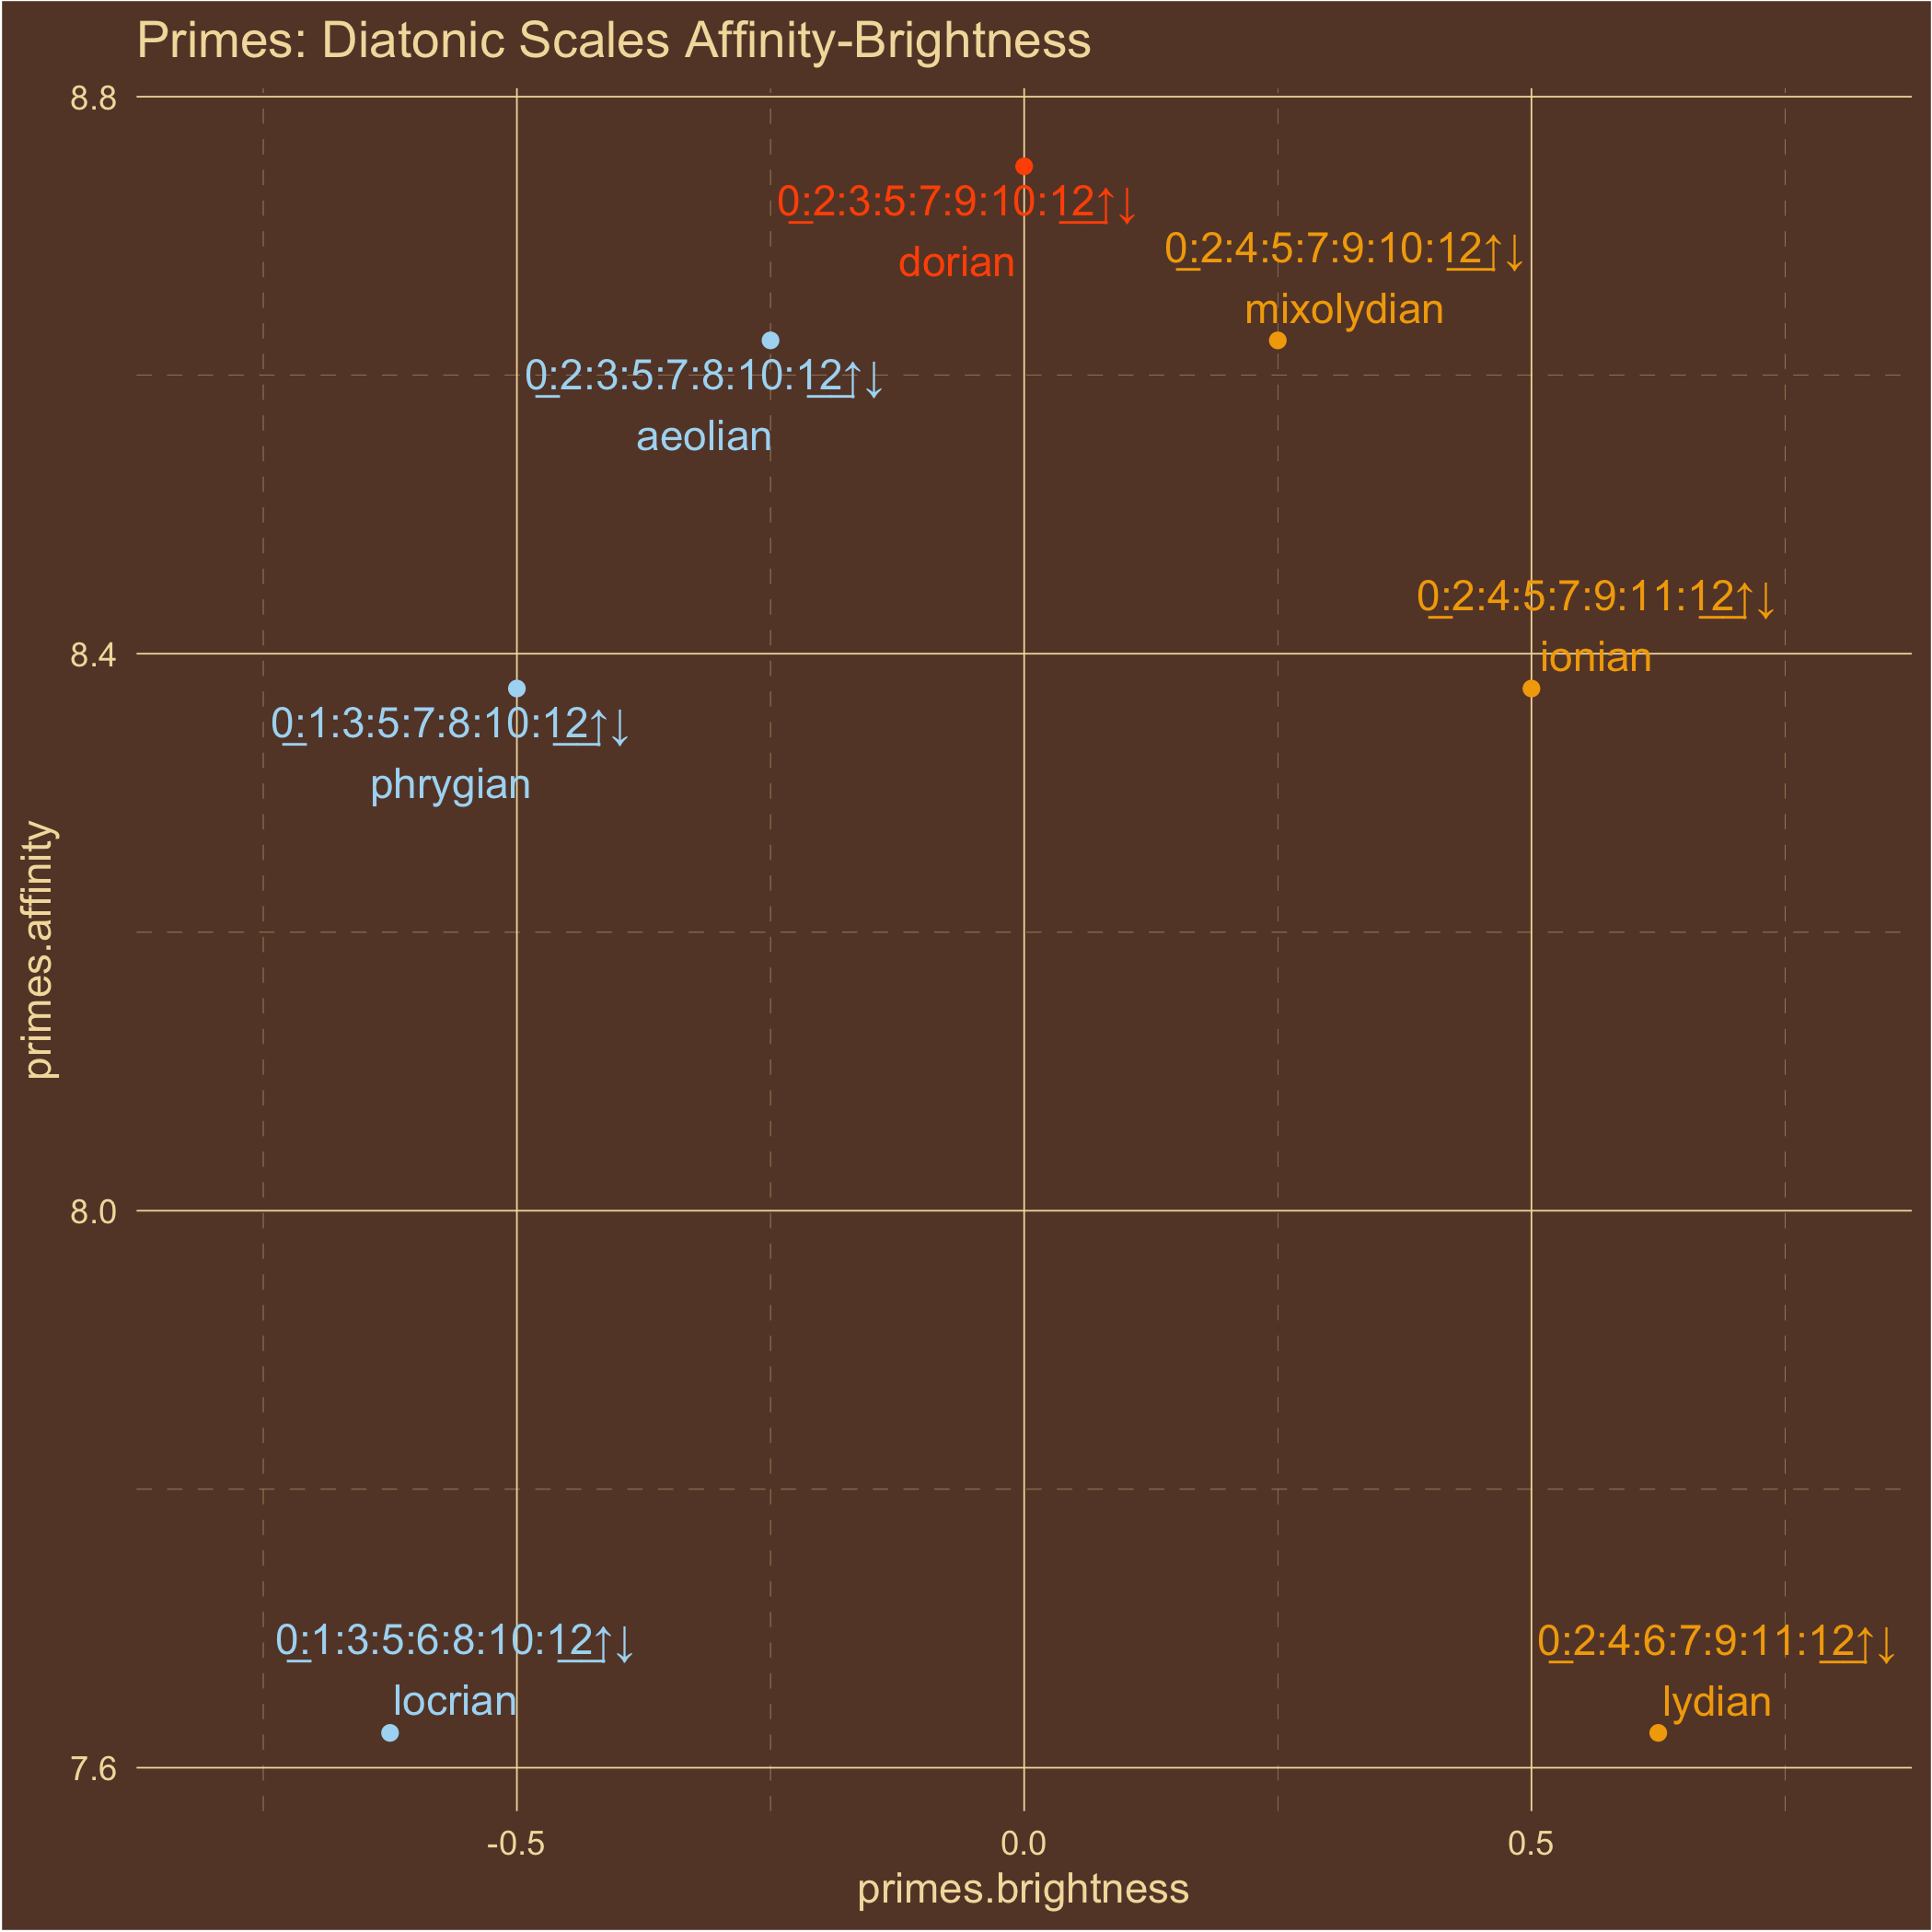 Primes: Diatonic Scales Affinity-Brightness
8.8
0:2:3:5:7:9:10:12↑↓
dorian
0:2:4:5:7:9:10:12↑↓
mixolydian
0:2:3:5:7:8:10:12↑↓
aeolian
0:2:4:5:7:9:11:12↑↓
ionian
8.4
0:1:3:5:7:8:10:12↑↓
phrygian
primes.affinity
8.0
0:1:3:5:6:8:10:12↑↓
locrian
0:2:4:6:7:9:11:12↑↓
lydian
7.6
-0.5
0.0
0.5
primes.brightness